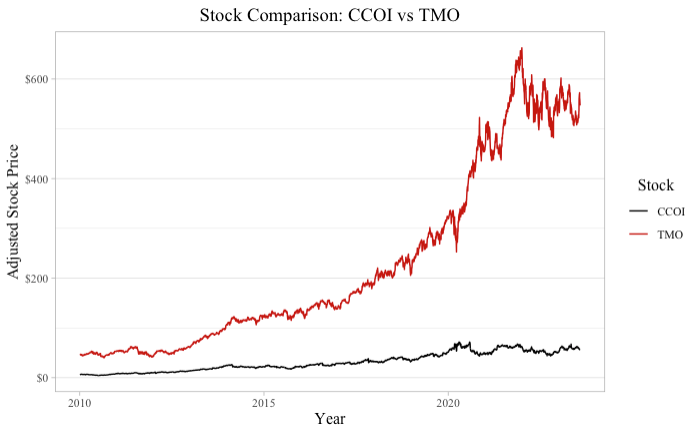 Stock Comparison: CCOI vs TMO
$600
$400
$200
$0
Adjusted Stock Price
2010
2015
2020
Year
Stock
CCOI
TMO